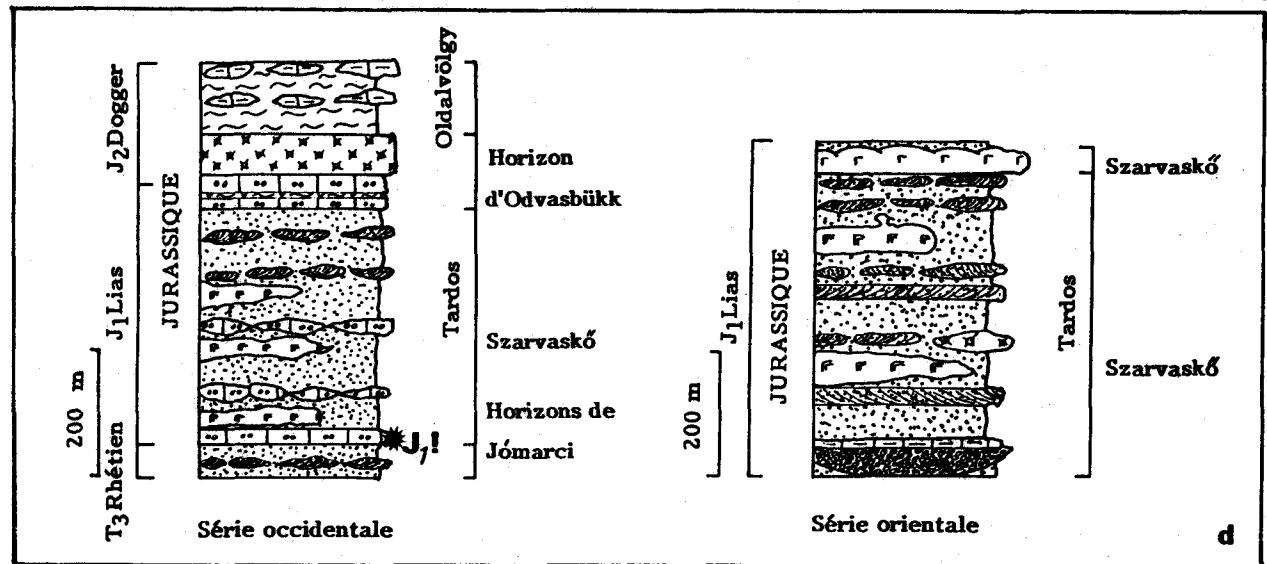 J₂Dogger
J₁Lias
T₃Rhétien
JURASSIQUE
200 m
Oldalvölgy
Tardos
Horizon
d'Odvasbükk
Szarvaskő
Horizons de
Jómarci
Série occidentale
J₁Lias
JURASSIQUE
200 m
Tardos
Szarvaskő
Szarvaskő
Série orientale
d